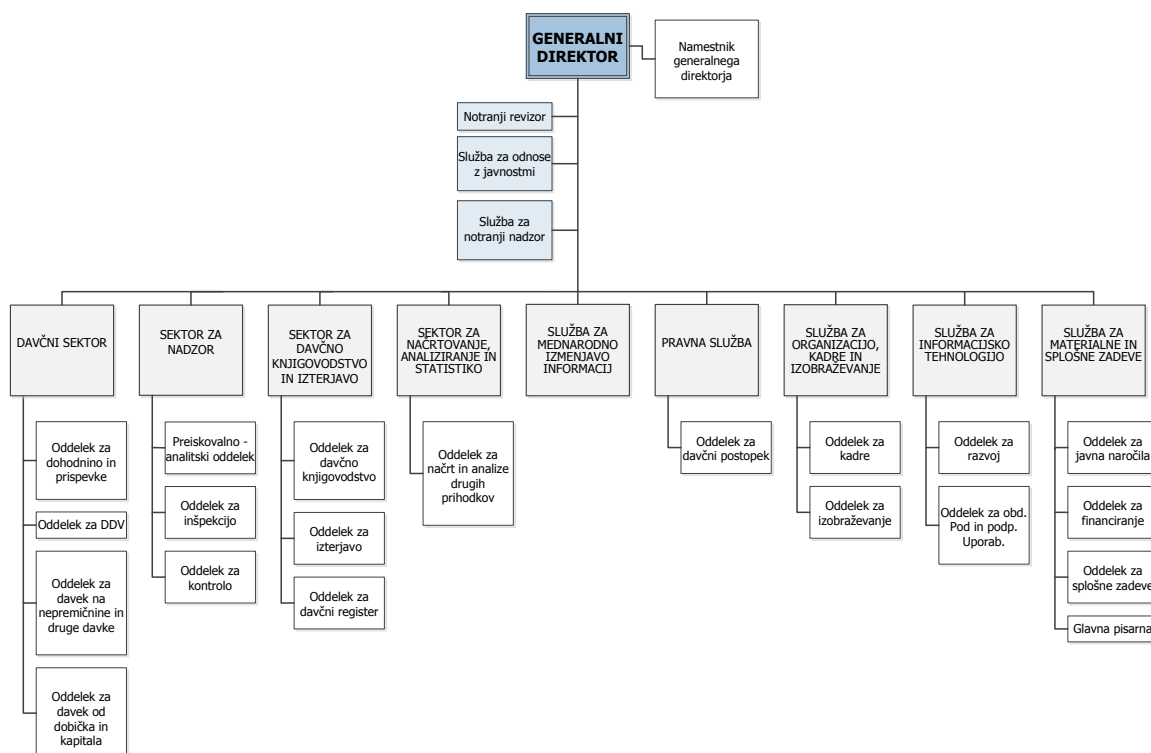 GENERALNI
DIREKTOR
Namestnik
generalnega
direktorja
Notranji revizor
Služba za odnose
z javnostmi
Služba za
notranji nadzor
DAVČNI SEKTOR
SEKTOR ZA
NADZOR
SEKTOR ZA
DAVČNO
KNJIGOVODSTVO
IN IZTERJAVO
SEKTOR ZA
NAČRTOVANJE,
ANALIZIRANJE IN
STATISTIKO
SLUŽBA ZA
MEDNARODNO
IZMENJAVO
INFORMACIJ
PRAVNA SLUŽBA
SLUŽBA ZA
ORGANIZACIJO,
KADRE IN
IZOBRAŽEVANJE
SLUŽBA ZA
INFORMACIJSKO
TEHNOLOGIJO
SLUŽBA ZA
MATERIALNE IN
SPLOŠNE ZADEVE
Oddelek za
dohodnino in
prispevke
Oddelek za DDV
Oddelek za
davek na
nepremičnine in
druge davke
Oddelek za
davek od
dobička in
kapitala
Preiskovalno -
analitski oddelek
Oddelek za
inšpekcijo
Oddelek za
kontrolo
Oddelek za
davčno
knjigovodstvo
Oddelek za
izterjavo
Oddelek za
davčni register
Oddelek za
načrt in analize
drugih
prihodkov
Oddelek za
davčni postopek
Oddelek za
kadre
Oddelek za
izobraževanje
Oddelek za
razvoj
Oddelek za obd.
Pod in podp.
Uporab.
Oddelek za
javna naročila
Oddelek za
financiranje
Oddelek za
splošne zadeve
Glavna pisarna